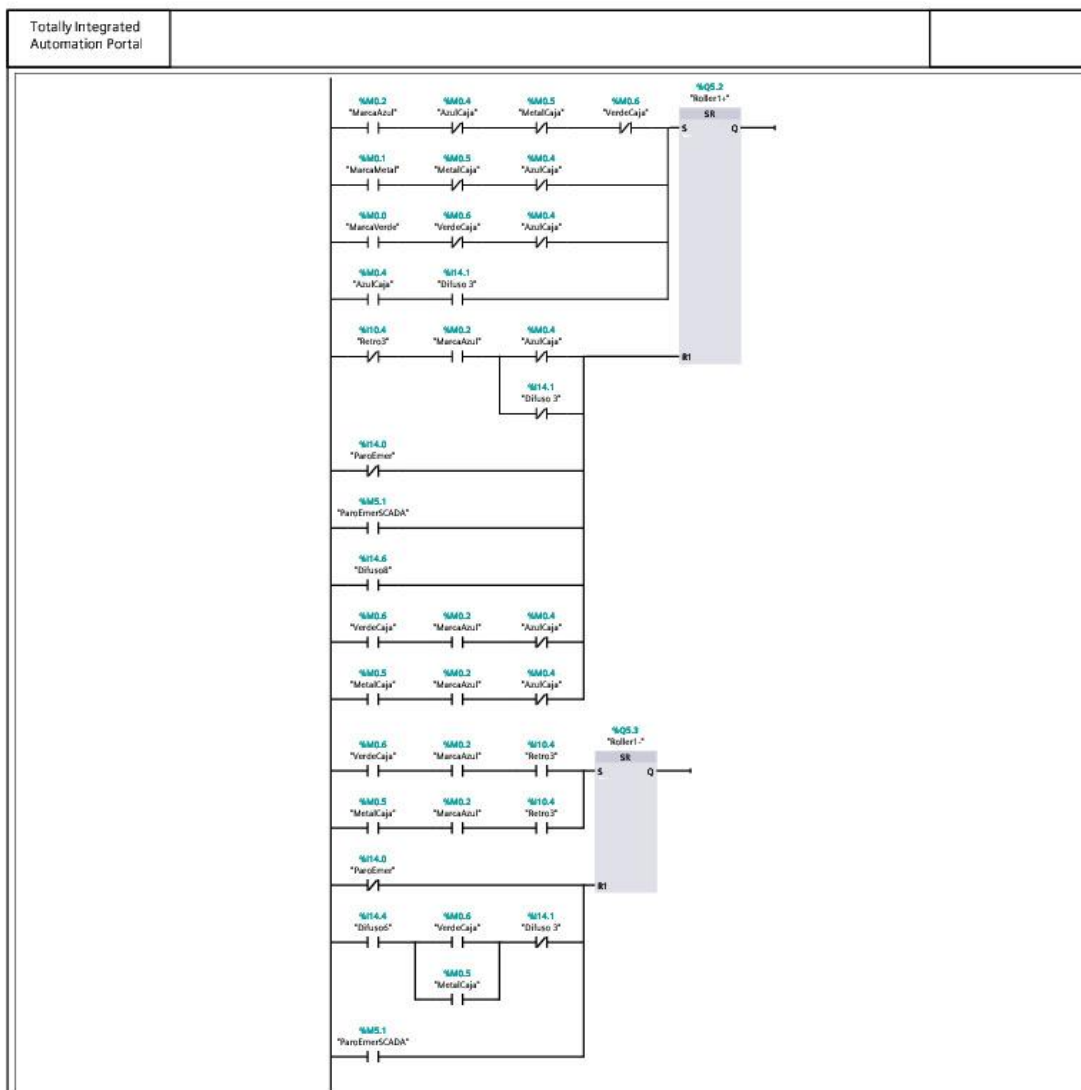 Totally Integrated
Automation Portal
%Q5.2
"Roller1+"
%M0.2 %M0.4 %M0.5 %M0.6
"MarcaAzul" "AzulCaja" "MetalCaja" "VerdeCaja"
SR
S Q
%M0.1 %M0.5 %M0.4
"MarcaMetal" "MetalCaja" "AzulCaja"
%M0.0 %M0.6 %M0.4
"MarcaVerde" "VerdeCaja" "AzulCaja"
%M0.4 %I14.1
"AzulCaja" "Difuso 3"
%I10.4 %M0.2 %M0.4
"Retro3" "MarcaAzul" "AzulCaja"
R1
%I14.1
"Difuso 3"
%I14.0
"ParoEmer"
%M5.1
"ParoEmerSCADA"
%I14.6
"Difuso8"
%M0.6 %M0.2 %M0.4
"VerdeCaja" "MarcaAzul" "AzulCaja"
%M0.5 %M0.2 %M0.4
"MetalCaja" "MarcaAzul" "AzulCaja"
%Q5.3
"Roller1-"
%M0.6 %M0.2 %I10.4
"VerdeCaja" "MarcaAzul" "Retro3"
SR
S Q
%M0.5 %M0.2 %I10.4
"MetalCaja" "MarcaAzul" "Retro3"
%I14.0
"ParoEmer"
R1
%I14.4 %M0.6 %I14.1
"Difuso6" "VerdeCaja" "Difuso 3"
%M0.5
"MetalCaja"
%M5.1
"ParoEmerSCADA"